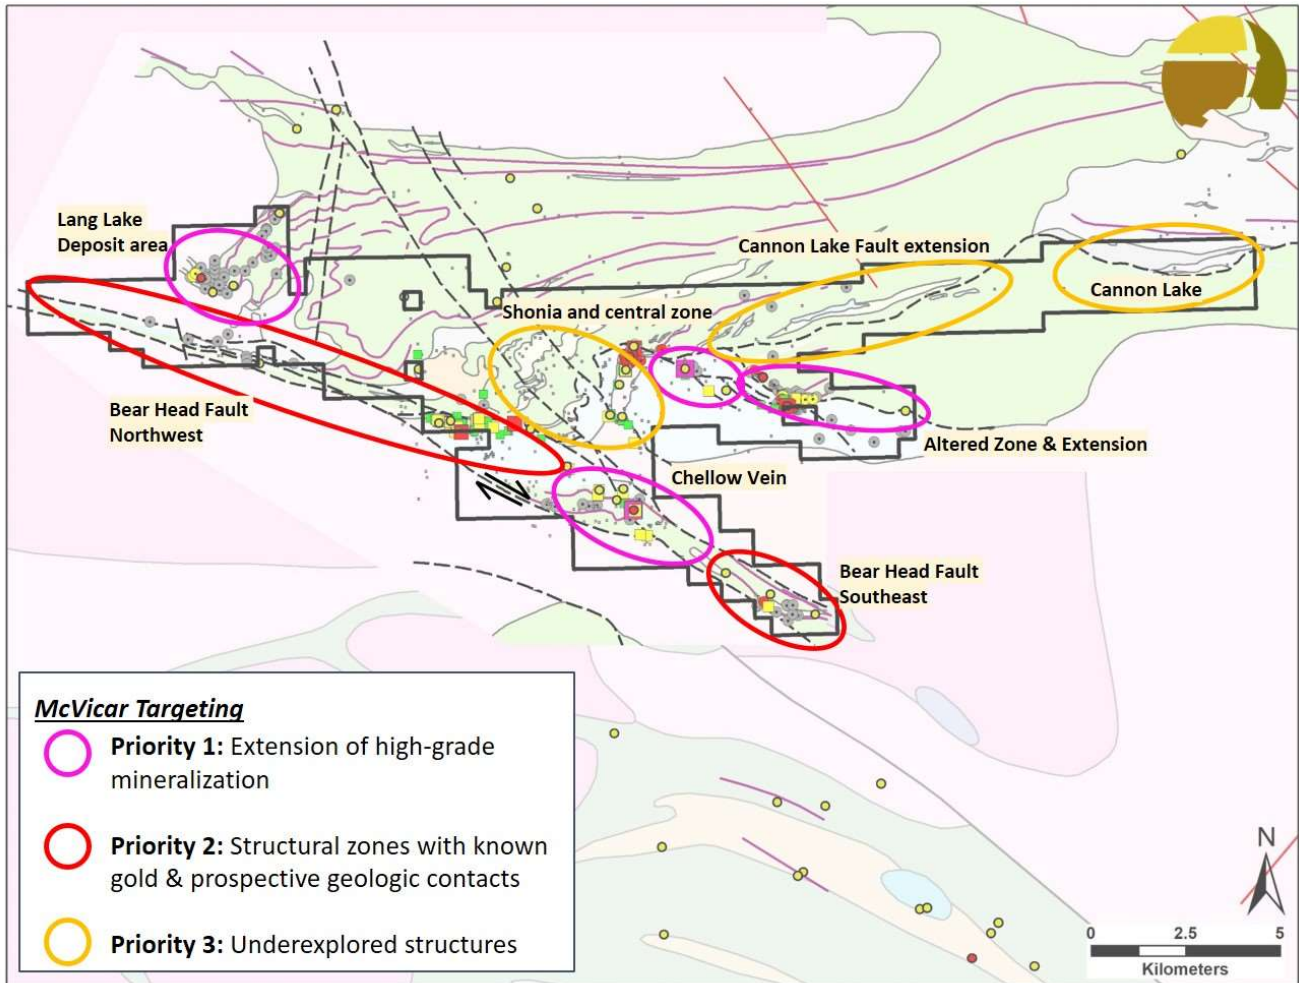 Lang Lake
Deposit area
Cannon Lake Fault extension
Cannon Lake
Shonia and central zone
Bear Head Fault
Northwest
Altered Zone & Extension
Chellow Vein
Bear Head Fault
Southeast
McVicar Targeting
Priority 1: Extension of high-grade
mineralization
Priority 2: Structural zones with known
gold & prospective geologic contacts
Priority 3: Underexplored structures
N
0 2.5 5
Kilometers